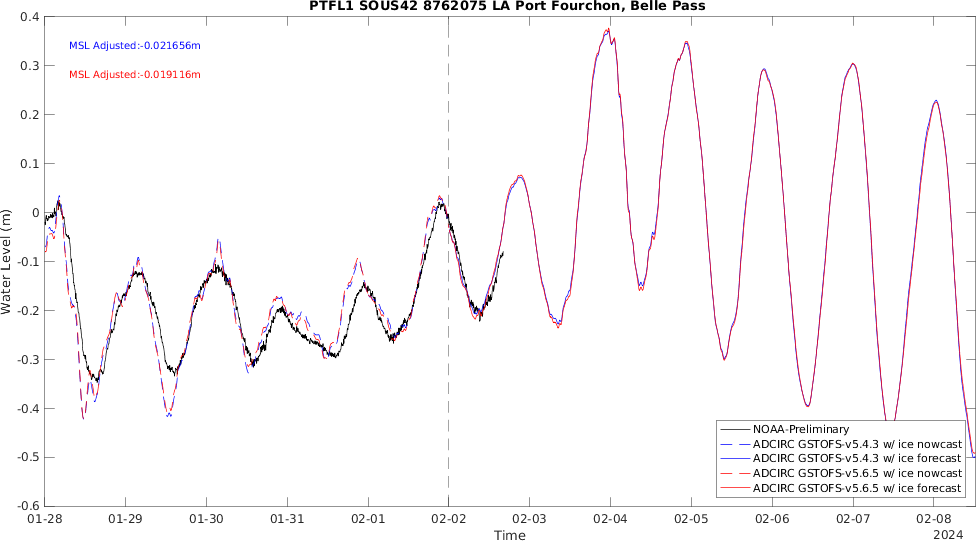 PTFL1 SOUS42 8762075 LA Port Fourchon, Belle Pass
MSL Adjusted:-0.021656m
MSL Adjusted:-0.019116m
Water Level (m)
0.4
0.3
0.2
0.1
0
-0.1
-0.2
-0.3
-0.4
-0.5
-0.6
NOAA-Preliminary
ADCIRC GSTOFS-v5.4.3 w/ ice nowcast
ADCIRC GSTOFS-v5.4.3 w/ ice forecast
ADCIRC GSTOFS-v5.6.5 w/ ice nowcast
ADCIRC GSTOFS-v5.6.5 w/ ice forecast
01-28 01-29 01-30 01-31 02-01 02-02 02-03 02-04 02-05 02-06 02-07 02-08
Time
2024